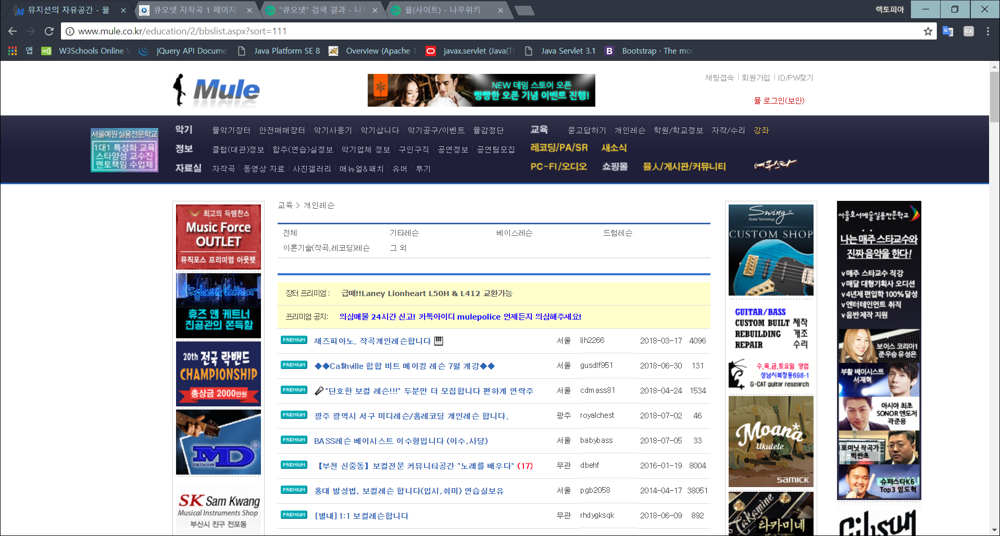 뮤지션의 자유공간 - 뮬
큐오넷 자작곡 1 페이지
"큐오넷" 검색 결과 - 나무
뮬(사이트) - 나무위키
렉토피아
www.mule.co.kr/education/2/bbslist.aspx?sort=111
앱
W3Schools Online
jQuery API Docume
Java Platform SE 8
Overview (Apache T
javax.servlet (Java(T
Java Servlet 3.1
Bootstrap · The mos
Mule
NEW 데임 스토어 오픈
빵빵한 오픈 기념 이벤트 진행!
DAME
채팅접속
회원가입
ID/PW찾기
뮬 로그인(보안)
서울예원실용전문학교
1대1 특성화 교육
스타양성 교수진
멘토책임 수업제
악기
뮬악기장터
안전매매장터
악기사용기
악기삽니다
악기공구/이벤트
뮬감정단
교육
묻고답하기
개인레슨
학원/학교정보
자작/수리
강좌
정보
클럽(대관)정보
합주(연습)실정보
악기업체 정보
구인구직
공연정보
공연팀모집
레코딩/PA/SR
새소식
자료실
자작곡
동영상 자료
사진갤러리
매뉴얼&패치
유머
투기
PC-FI/오디오
쇼핑몰
뮬人/게시판/커뮤니티
최고의 득템찬스
Music Force
OUTLET
뮤직포스 프리미엄 아웃렛
Hughes & Kettner
휴즈 앤 케트너
진공관의 쫀득함
20th 전국 락밴드
CHAMPIONSHIP
총상금 2000만원
MD
CUSTOM SHOP
SK Sam Kwang
Musical Instruments Shop
부산시 진구 전포동
교육 > 개인레슨
전체
기타레슨
베이스레슨
드럼레슨
이론기술(작곡,레코딩)레슨
그 외
장터 프리미엄 :
급매!!Laney Lionheart L50H & L412 교환가능
프리미엄 공지:
의심매물 24시간 신고! 카톡아이디 mulepolice 언제든지 의심해주세요!
PREMIUM 재즈피아노. 작곡개인레슨합니다 서울 ljh2266 2018-03-17 4096
PREMIUM ◆◆Ca$hville 힙합 비트 메이킹 레슨 7월 개강◆◆ 서울 gusdlf951 2018-06-30 131
PREMIUM "단호한 보컬 레슨!!!" 두분만 더 모집합니다 편하게 연락주 서울 cdmass81 2018-04-24 1534
PREMIUM 광주 광역시 서구 미디레슨/홈레코딩 개인레슨 합니다. 광주 royalchest 2018-07-02 46
PREMIUM BASS레슨 베이시스트 이수형입니다 (이수,사당) 서울 babybass 2018-07-05 33
PREMIUM 【부천 신중동】 보컬전문 커뮤니티공간 "노래를 배우다" (17) 무관 dbehf 2016-01-19 8004
PREMIUM 홍대 발성법, 보컬레슨 합니다(입시,취미) 연습실보유 서울 pgb2058 2014-04-17 38051
PREMIUM [별내]1:1 보컬레슨합니다 무관 rhdygksqk 2018-06-09 892
Swing
Guitar Technology
CUSTOM SHOP
GUITAR/BASS
CUSTOM BUILT 제작
REBUILDING 개조
REPAIR 수리
수,목,금,토요일 영업
성남시복정동698-1
G-CAT guitar research
Moana
Ukulele
SAMICK
Takamine
타카미네
서울호서예술실용전문학교
나는 매주 스타교수와
진짜 음악을 한다!
v 매주 스타교수 직강
v 매달 대형기획사 오디션
v 4년제 편입학 100% 달성
v 엔터테인먼트 취직
v 음반제작 지원
보이스 코리아1
준우승 유성은
부활 베이시스트
서재혁
아시아 최초
SONOR 엔도저
곽준용
포미닛 작곡가
빅싼초
슈퍼스타K6
Top3 임도혁
Gibson